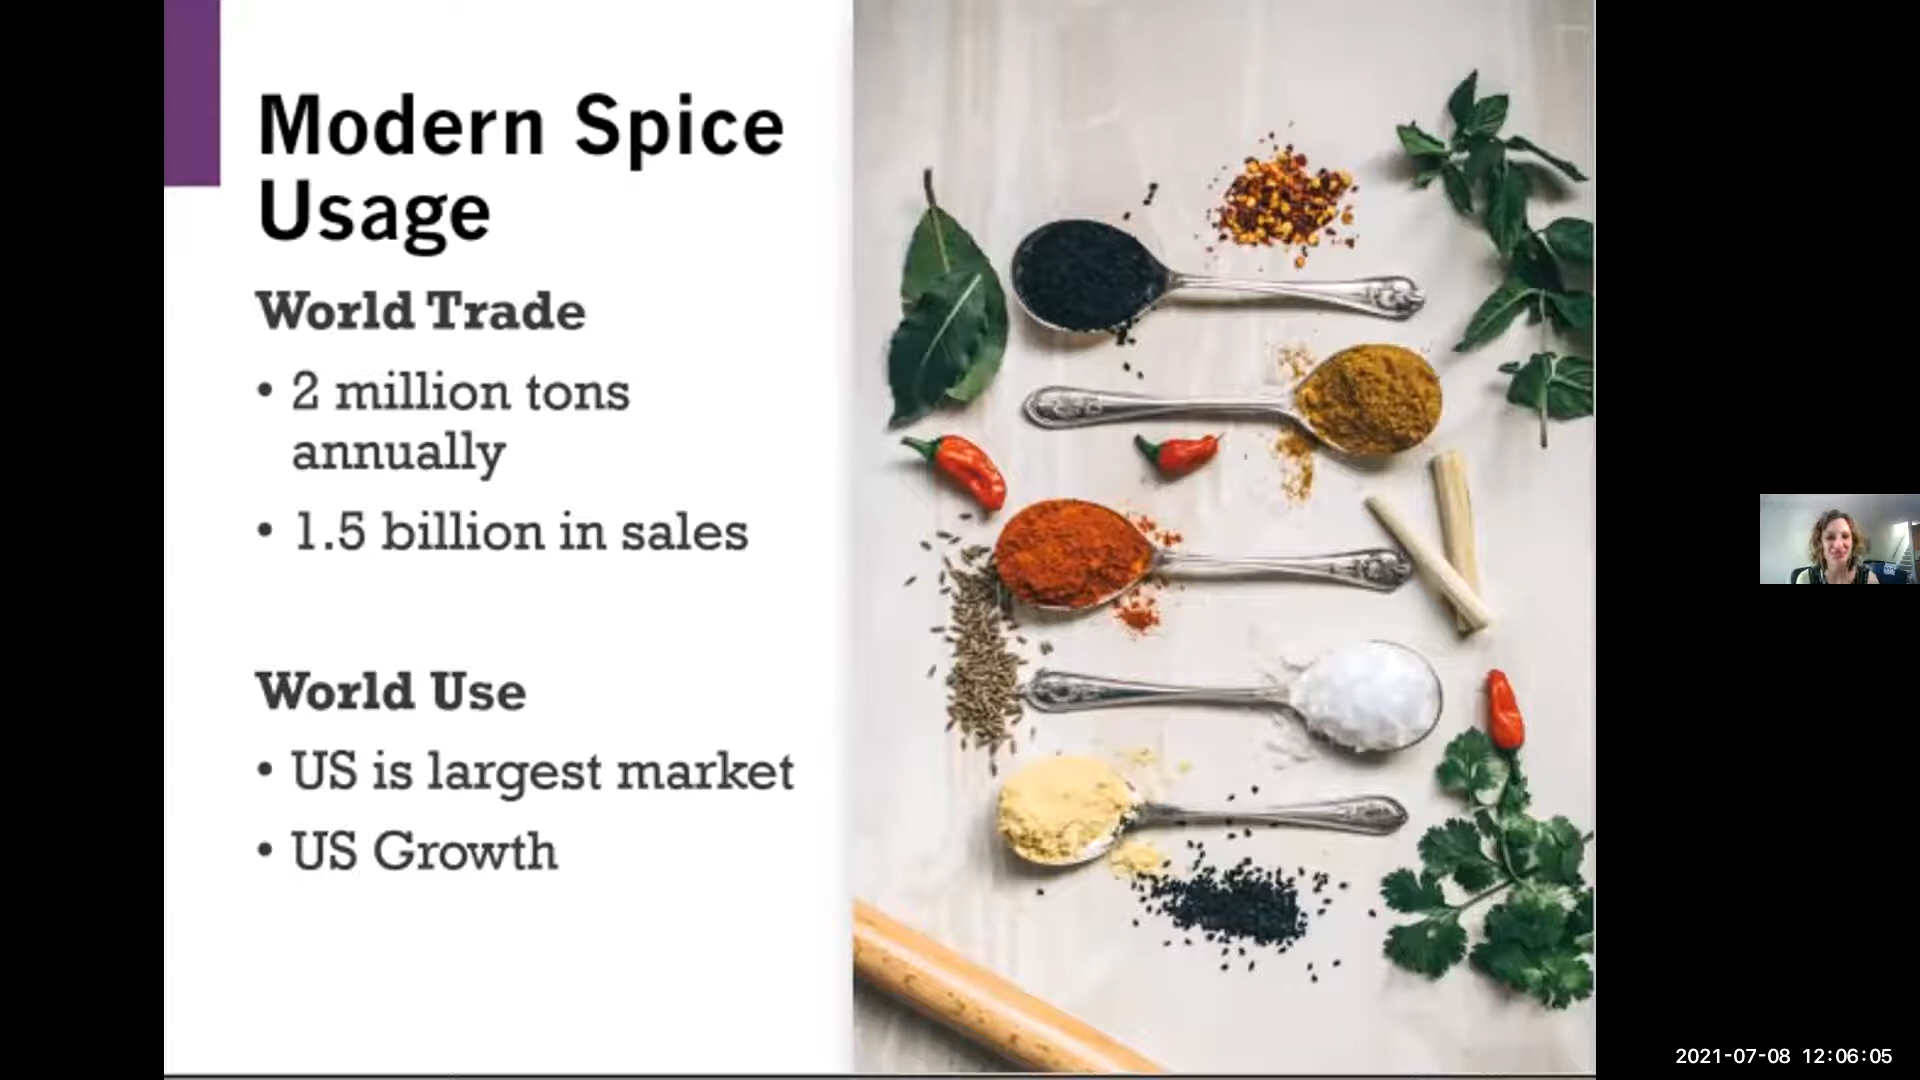 Modern Spice
Usage
World Trade
• 2 million tons
annually
• 1.5 billion in sales
World Use
• US is largest market
• US Growth
2021-07-08 12:06:05